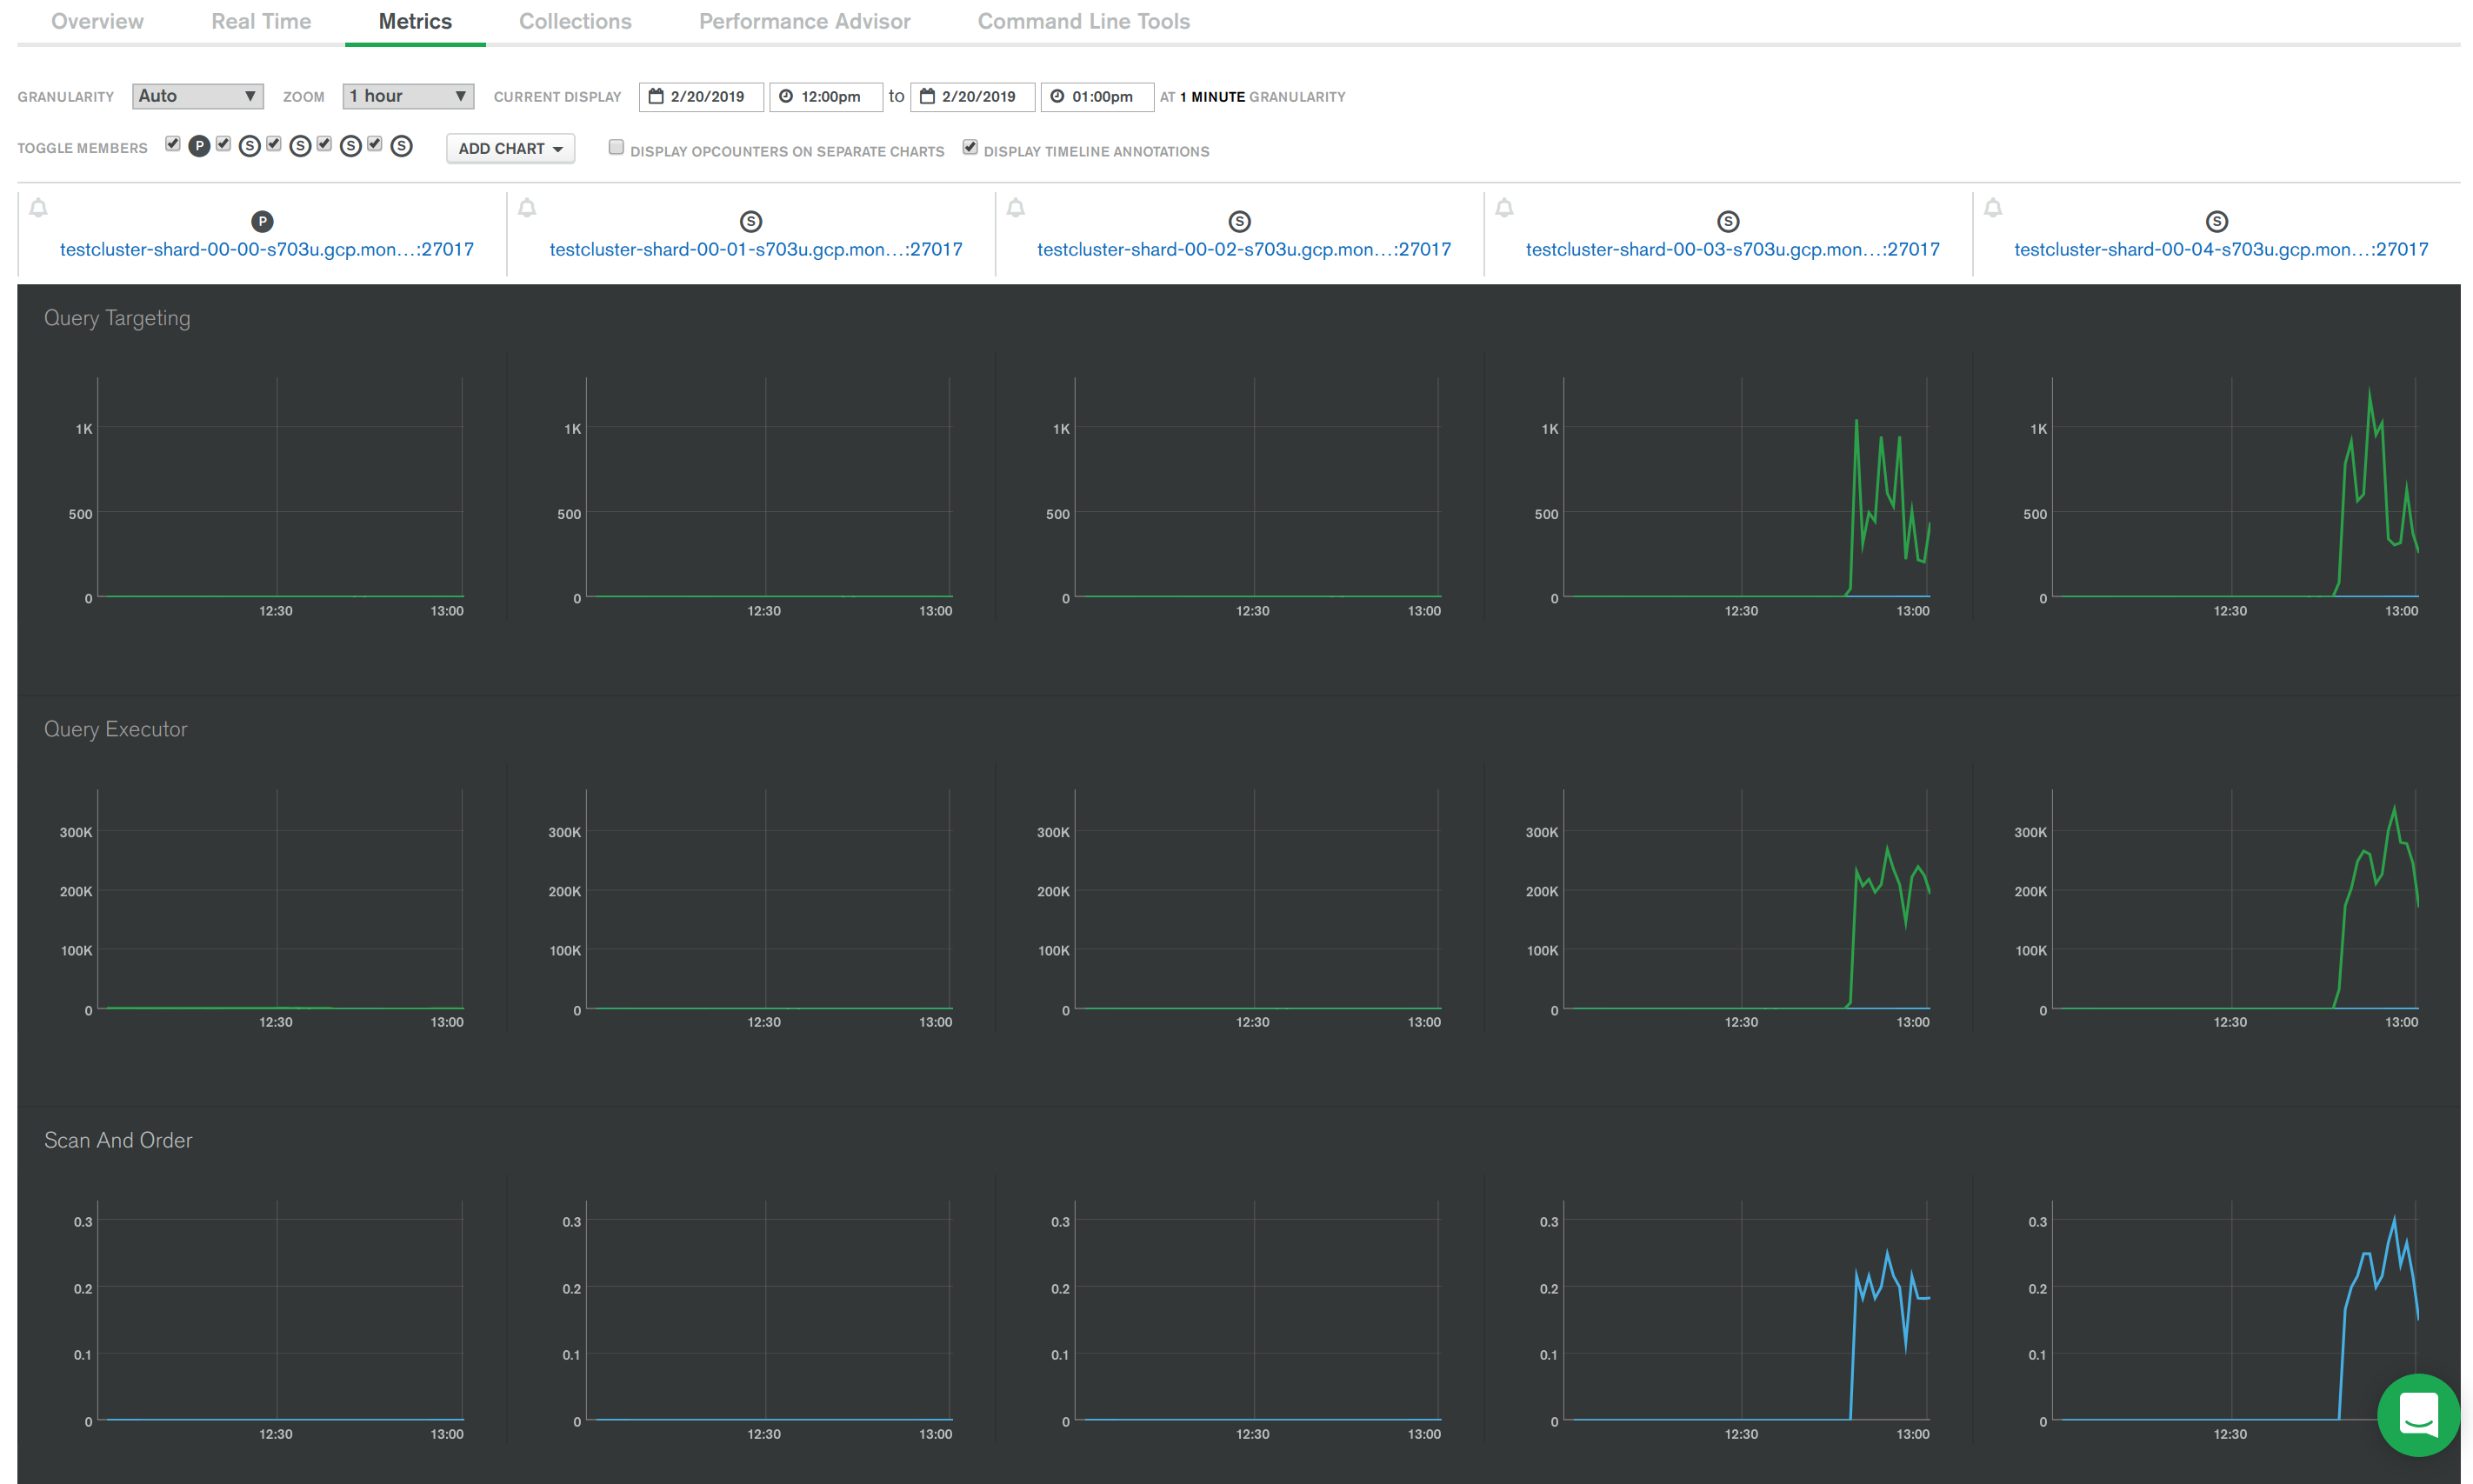 Overview Real Time Metrics Collections Performance Advisor Command Line Tools
GRANULARITY Auto ZOOM 1 hour CURRENT DISPLAY 2/20/2019 12:00pm to 2/20/2019 01:00pm AT 1 MINUTE GRANULARITY
TOGGLE MEMBERS P S S S S ADD CHART DISPLAY OPCOUNTERS ON SEPARATE CHARTS DISPLAY TIMELINE ANNOTATIONS
P S S S S
testcluster-shard-00-00-s703u.gcp.mon...:27017 testcluster-shard-00-01-s703u.gcp.mon...:27017 testcluster-shard-00-02-s703u.gcp.mon...:27017 testcluster-shard-00-03-s703u.gcp.mon...:27017 testcluster-shard-00-04-s703u.gcp.mon...:27017
Query Targeting
1K 1K 1K 1K 1K
500 500 500 500 500
0 0 0 0 0
12:30 13:00 12:30 13:00 12:30 13:00 12:30 13:00 12:30 13:00
Query Executor
300K 300K 300K 300K 300K
200K 200K 200K 200K 200K
100K 100K 100K 100K 100K
0 0 0 0 0
12:30 13:00 12:30 13:00 12:30 13:00 12:30 13:00 12:30 13:00
Scan And Order
0.3 0.3 0.3 0.3 0.3
0.2 0.2 0.2 0.2 0.2
0.1 0.1 0.1 0.1 0.1
0 0 0 0 0
12:30 13:00 12:30 13:00 12:30 13:00 12:30 13:00 12:30